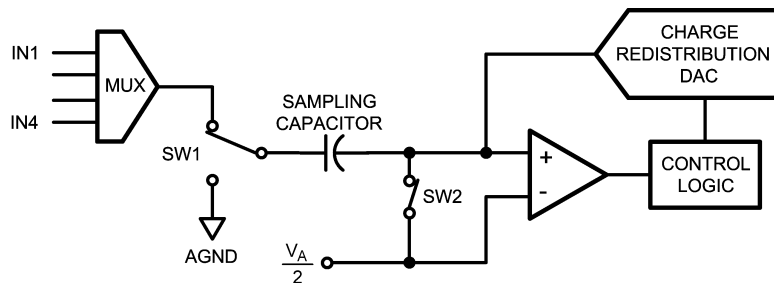 IN1
IN4
MUX
SW1
AGND
SAMPLING
CAPACITOR
SW2
V_A
2
+
-
CHARGE
REDISTRIBUTION
DAC
CONTROL
LOGIC